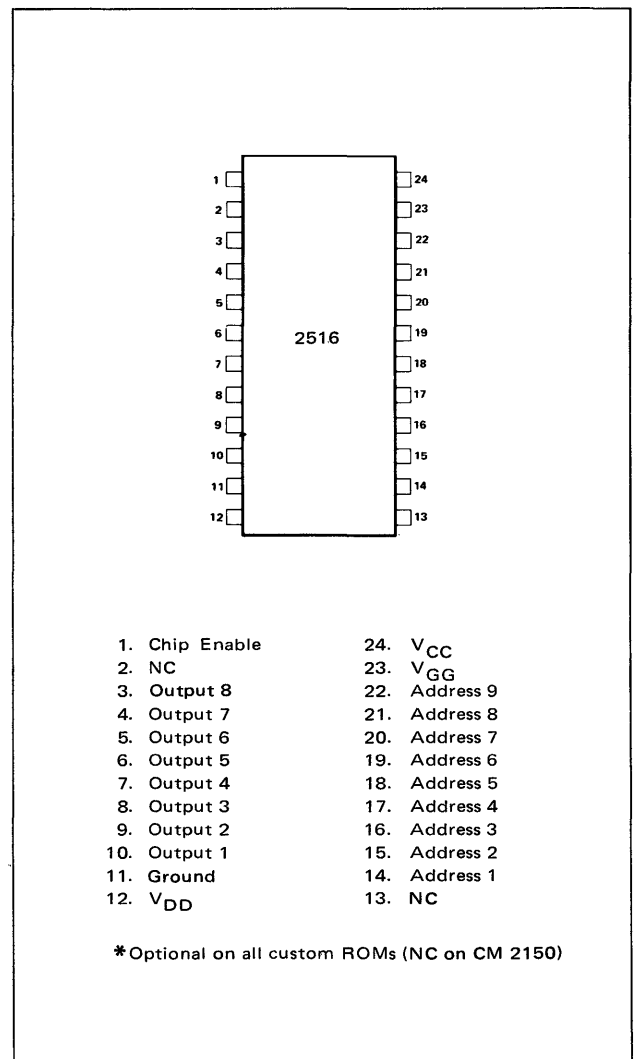 1 24
2 23
3 22
4 21
5 20
6 2516 19
7 18
8 17
9 16
10 15
11 14
12 13
1. Chip Enable 24. VCC
2. NC 23. VGG
3. Output 8 22. Address 9
4. Output 7 21. Address 8
5. Output 6 20. Address 7
6. Output 5 19. Address 6
7. Output 4 18. Address 5
8. Output 3 17. Address 4
9. Output 2 16. Address 3
10. Output 1 15. Address 2
11. Ground 14. Address 1
12. VDD 13. NC
*Optional on all custom ROMs (NC on CM 2150)